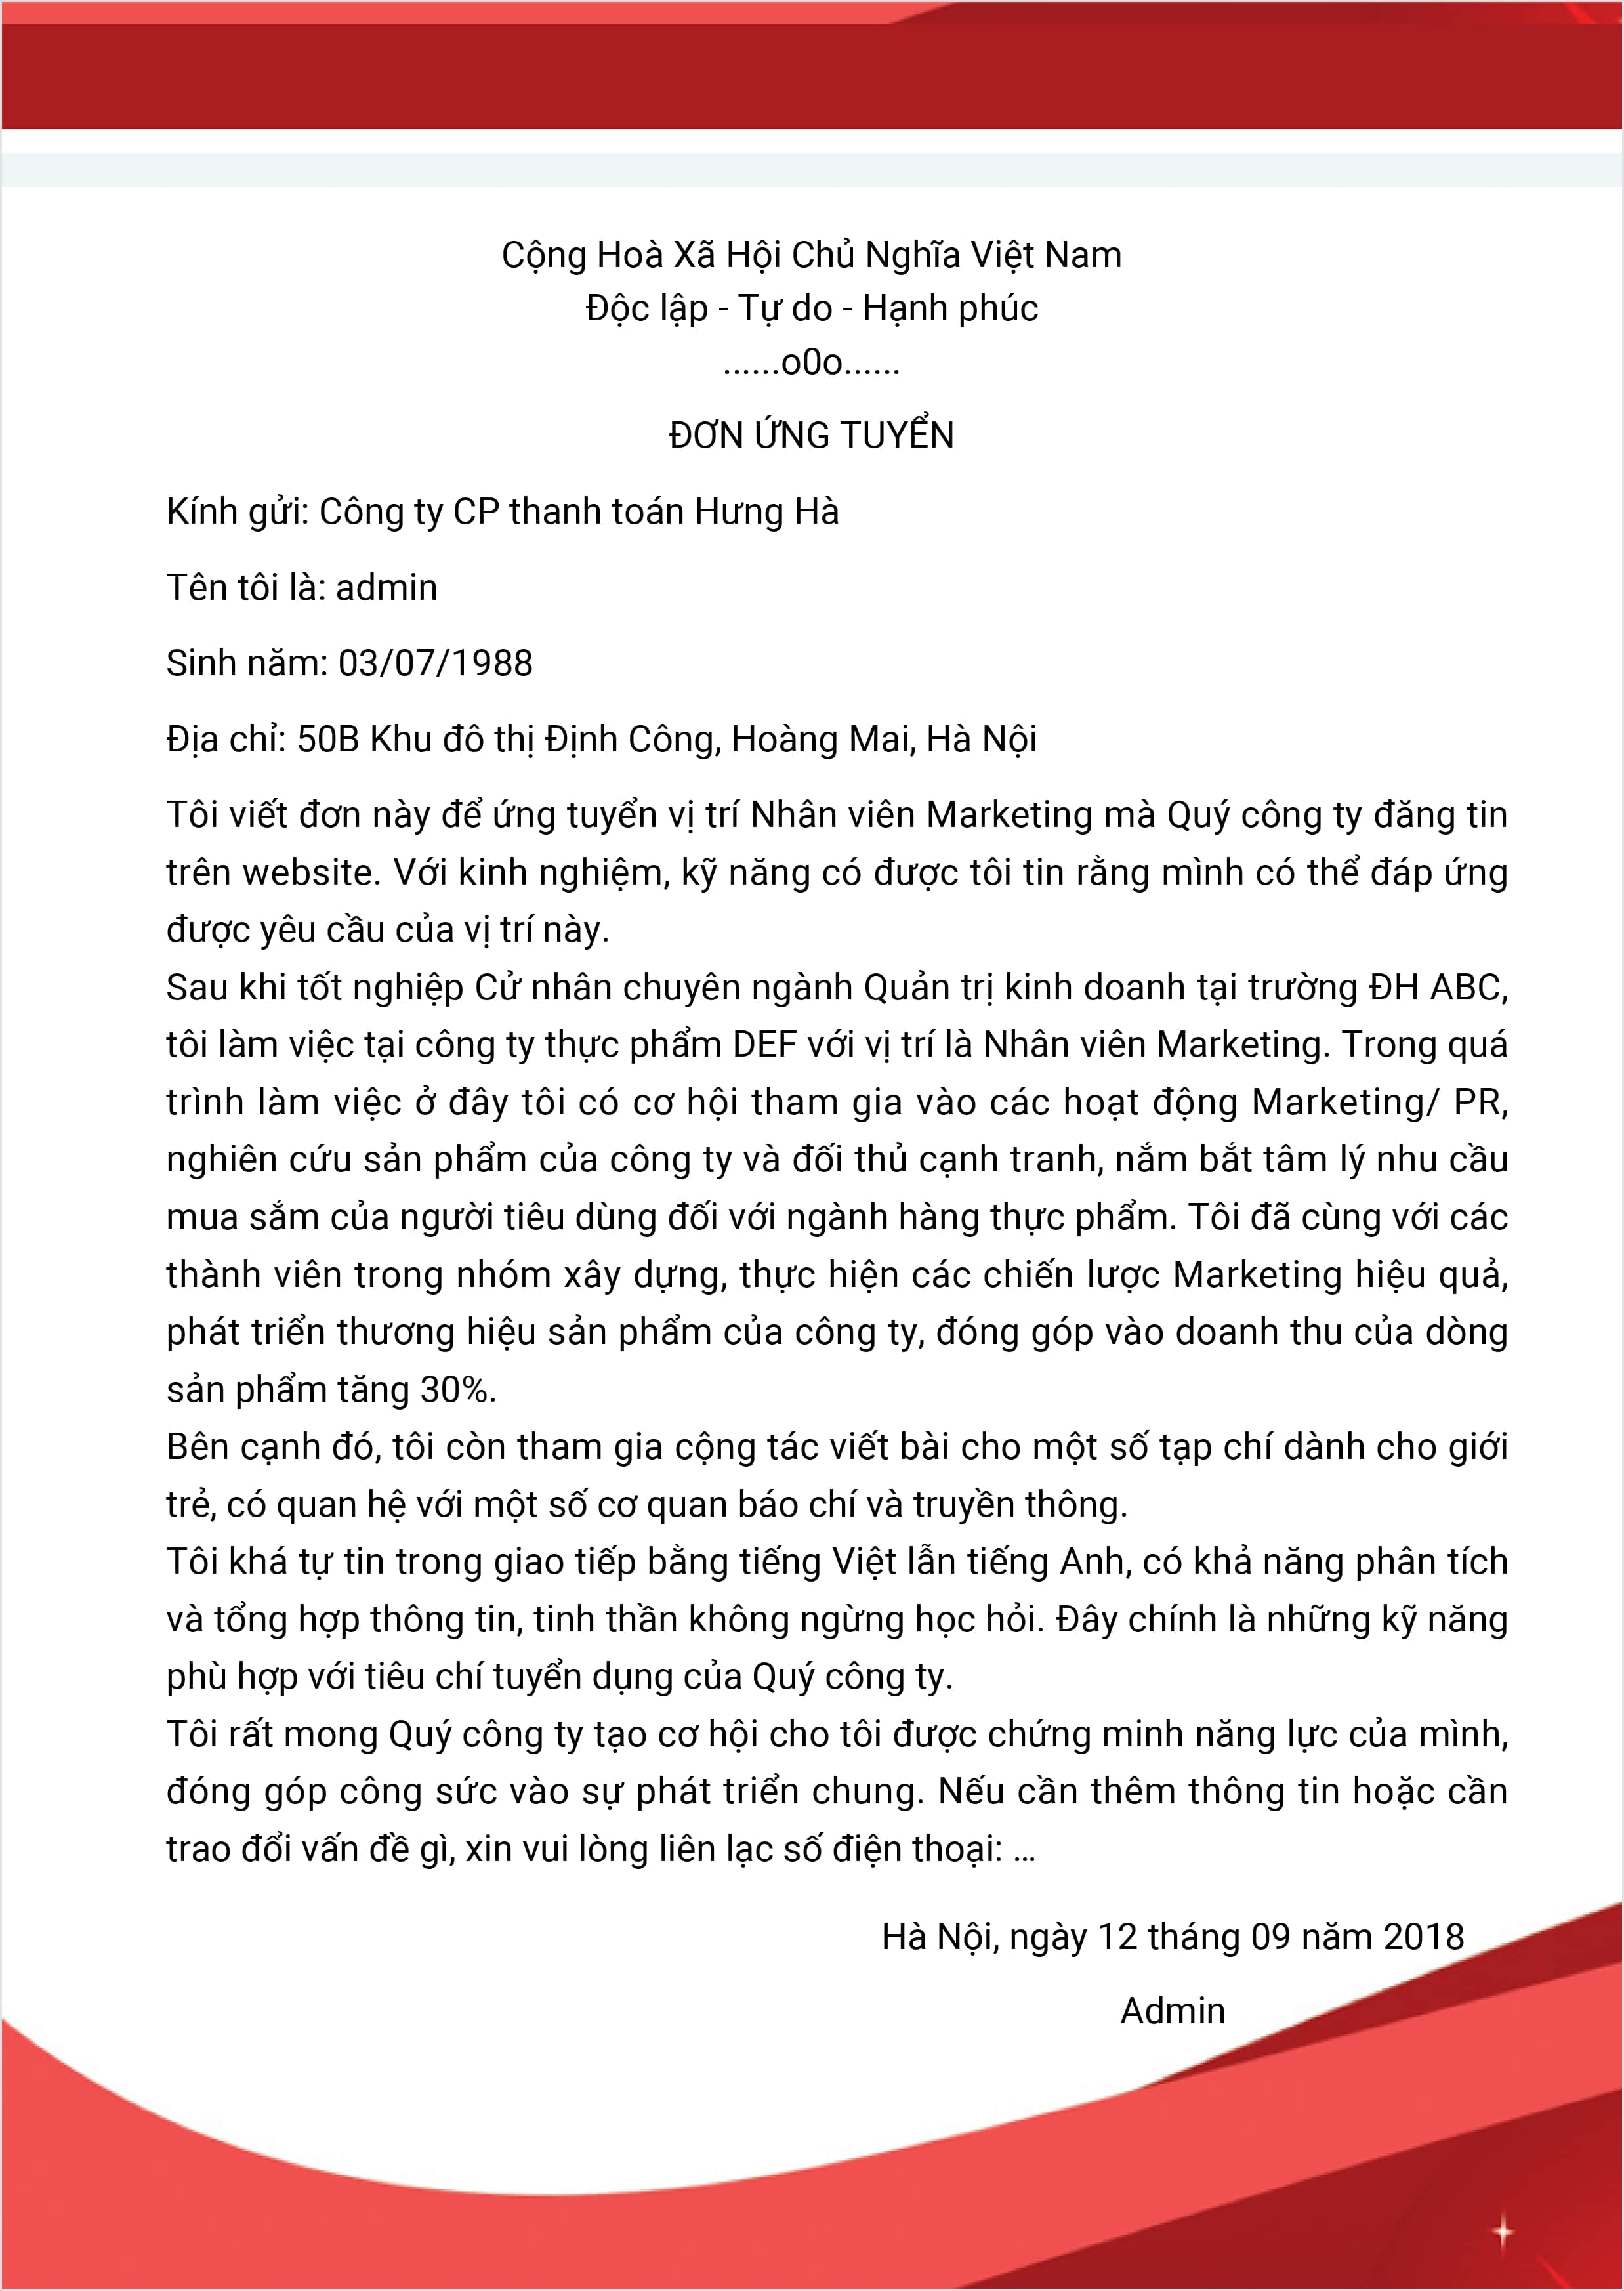 Cộng Hoà Xã Hội Chủ Nghĩa Việt Nam
Độc lập - Tự do - Hạnh phúc
......o0o......
ĐƠN ỨNG TUYỂN
Kính gửi: Công ty CP thanh toán Hưng Hà
Tên tôi là: admin
Sinh năm: 03/07/1988
Địa chỉ: 50B Khu đô thị Định Công, Hoàng Mai, Hà Nội
Tôi viết đơn này để ứng tuyển vị trí Nhân viên Marketing mà Quý công ty đăng tin
trên website. Với kinh nghiệm, kỹ năng có được tôi tin rằng mình có thể đáp ứng
được yêu cầu của vị trí này.
Sau khi tốt nghiệp Cử nhân chuyên ngành Quản trị kinh doanh tại trường ĐH ABC,
tôi làm việc tại công ty thực phẩm DEF với vị trí là Nhân viên Marketing. Trong quá
trình làm việc ở đây tôi có cơ hội tham gia vào các hoạt động Marketing/ PR,
nghiên cứu sản phẩm của công ty và đối thủ cạnh tranh, nắm bắt tâm lý nhu cầu
mua sắm của người tiêu dùng đối với ngành hàng thực phẩm. Tôi đã cùng với các
thành viên trong nhóm xây dựng, thực hiện các chiến lược Marketing hiệu quả,
phát triển thương hiệu sản phẩm của công ty, đóng góp vào doanh thu của dòng
sản phẩm tăng 30%.
Bên cạnh đó, tôi còn tham gia cộng tác viết bài cho một số tạp chí dành cho giới
trẻ, có quan hệ với một số cơ quan báo chí và truyền thông.
Tôi khá tự tin trong giao tiếp bằng tiếng Việt lẫn tiếng Anh, có khả năng phân tích
và tổng hợp thông tin, tinh thần không ngừng học hỏi. Đây chính là những kỹ năng
phù hợp với tiêu chí tuyển dụng của Quý công ty.
Tôi rất mong Quý công ty tạo cơ hội cho tôi được chứng minh năng lực của mình,
đóng góp công sức vào sự phát triển chung. Nếu cần thêm thông tin hoặc cần
trao đổi vấn đề gì, xin vui lòng liên lạc số điện thoại: ...
Hà Nội, ngày 12 tháng 09 năm 2018
Admin